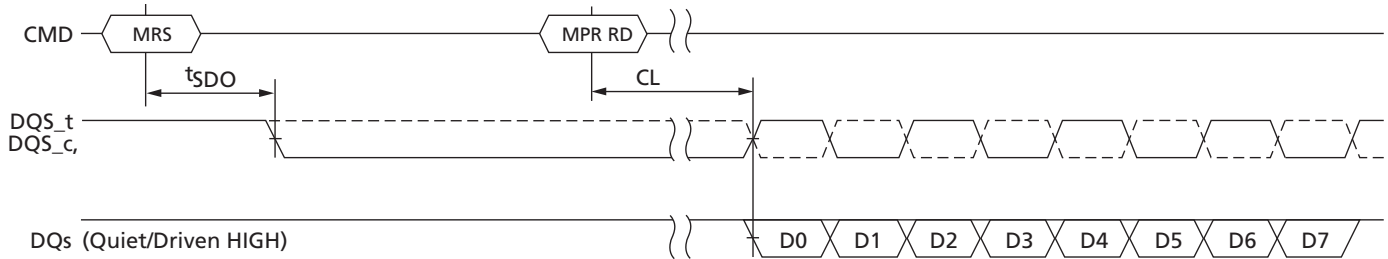 CMD MRS MPR RD
tSDO CL
DQS_t
DQS_c,
DQs (Quiet/Driven HIGH) D0 D1 D2 D3 D4 D5 D6 D7